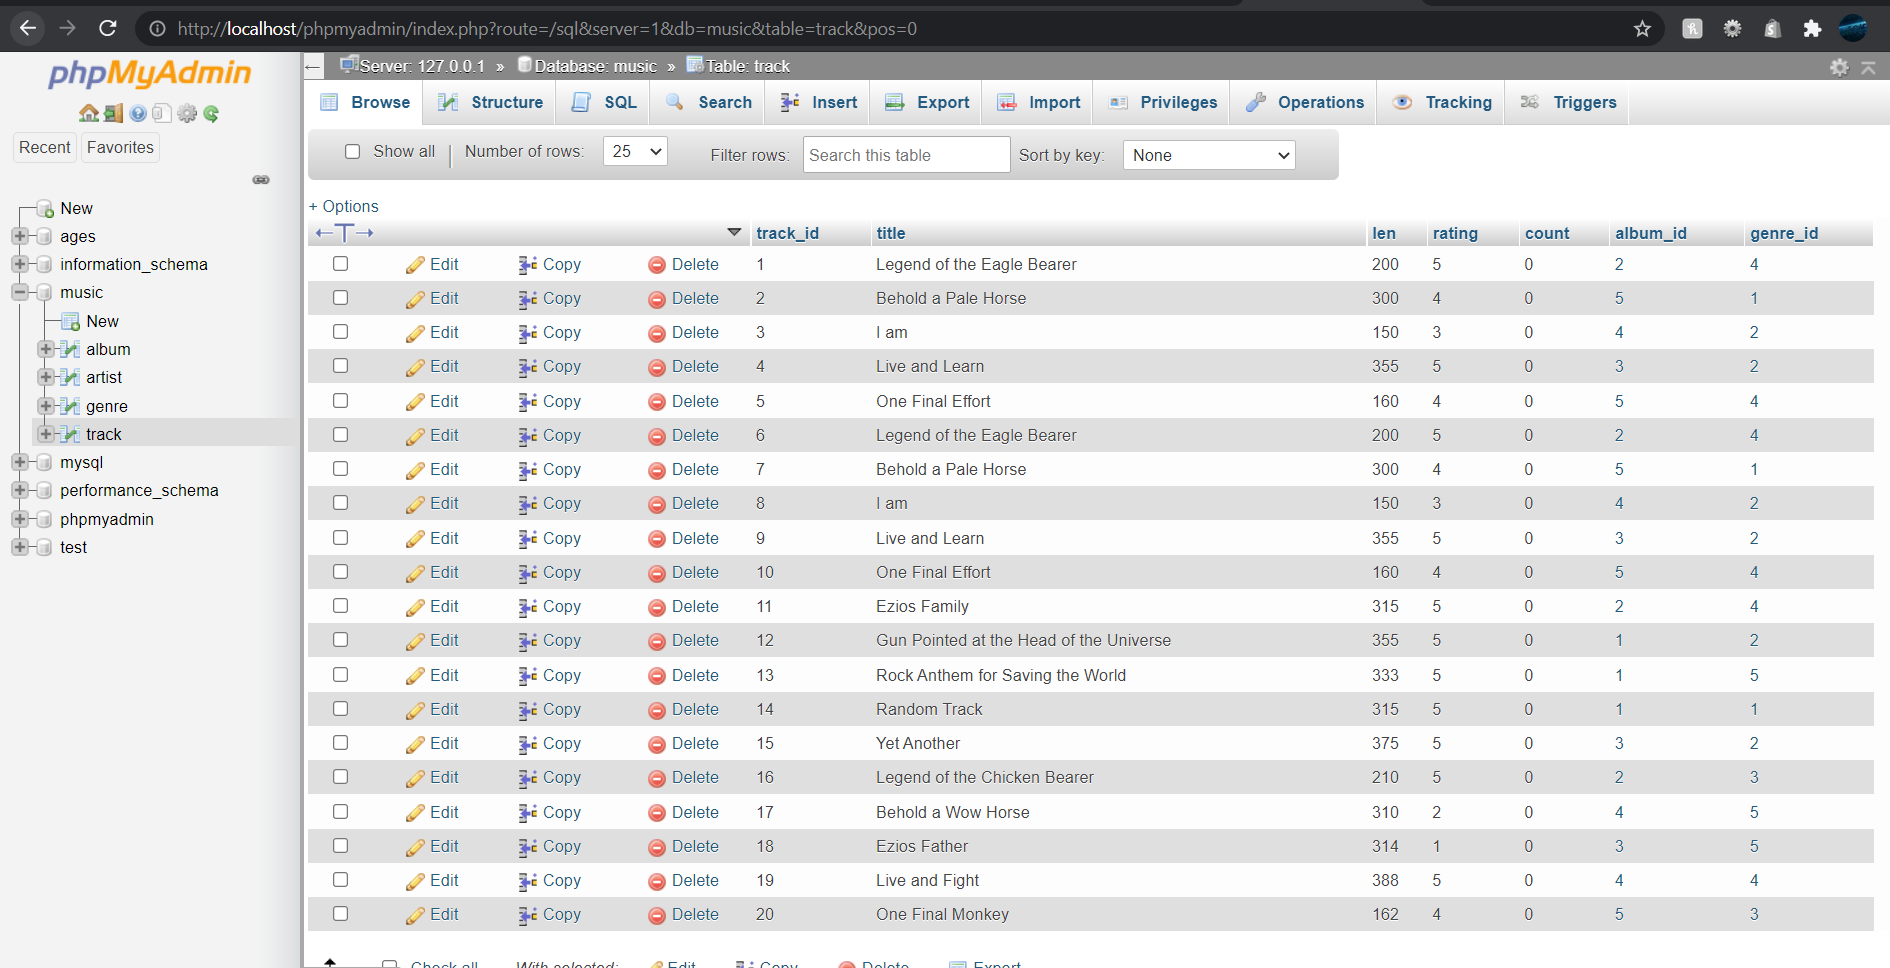 http://localhost/phpmyadmin/index.php?route=/sql&server=1&db=music&table=track&pos=0
phpMyAdmin
Recent Favorites
New
ages
information_schema
music
New
album
artist
genre
track
mysql
performance_schema
phpmyadmin
test
Server: 127.0.0.1 » Database: music » Table: track
Browse Structure SQL Search Insert Export Import Privileges Operations Tracking Triggers
Show all | Number of rows: 25 Filter rows: Search this table Sort by key: None
+ Options
←T→ track_id title len rating count album_id genre_id
Edit Copy Delete 1 Legend of the Eagle Bearer 200 5 0 2 4
Edit Copy Delete 2 Behold a Pale Horse 300 4 0 5 1
Edit Copy Delete 3 I am 150 3 0 4 2
Edit Copy Delete 4 Live and Learn 355 5 0 3 2
Edit Copy Delete 5 One Final Effort 160 4 0 5 4
Edit Copy Delete 6 Legend of the Eagle Bearer 200 5 0 2 4
Edit Copy Delete 7 Behold a Pale Horse 300 4 0 5 1
Edit Copy Delete 8 I am 150 3 0 4 2
Edit Copy Delete 9 Live and Learn 355 5 0 3 2
Edit Copy Delete 10 One Final Effort 160 4 0 5 4
Edit Copy Delete 11 Ezios Family 315 5 0 2 4
Edit Copy Delete 12 Gun Pointed at the Head of the Universe 355 5 0 1 2
Edit Copy Delete 13 Rock Anthem for Saving the World 333 5 0 1 5
Edit Copy Delete 14 Random Track 315 5 0 1 1
Edit Copy Delete 15 Yet Another 375 5 0 3 2
Edit Copy Delete 16 Legend of the Chicken Bearer 210 5 0 2 3
Edit Copy Delete 17 Behold a Wow Horse 310 2 0 4 5
Edit Copy Delete 18 Ezios Father 314 1 0 3 5
Edit Copy Delete 19 Live and Fight 388 5 0 4 4
Edit Copy Delete 20 One Final Monkey 162 4 0 5 3
Check all With selected: Edit Copy Delete Export